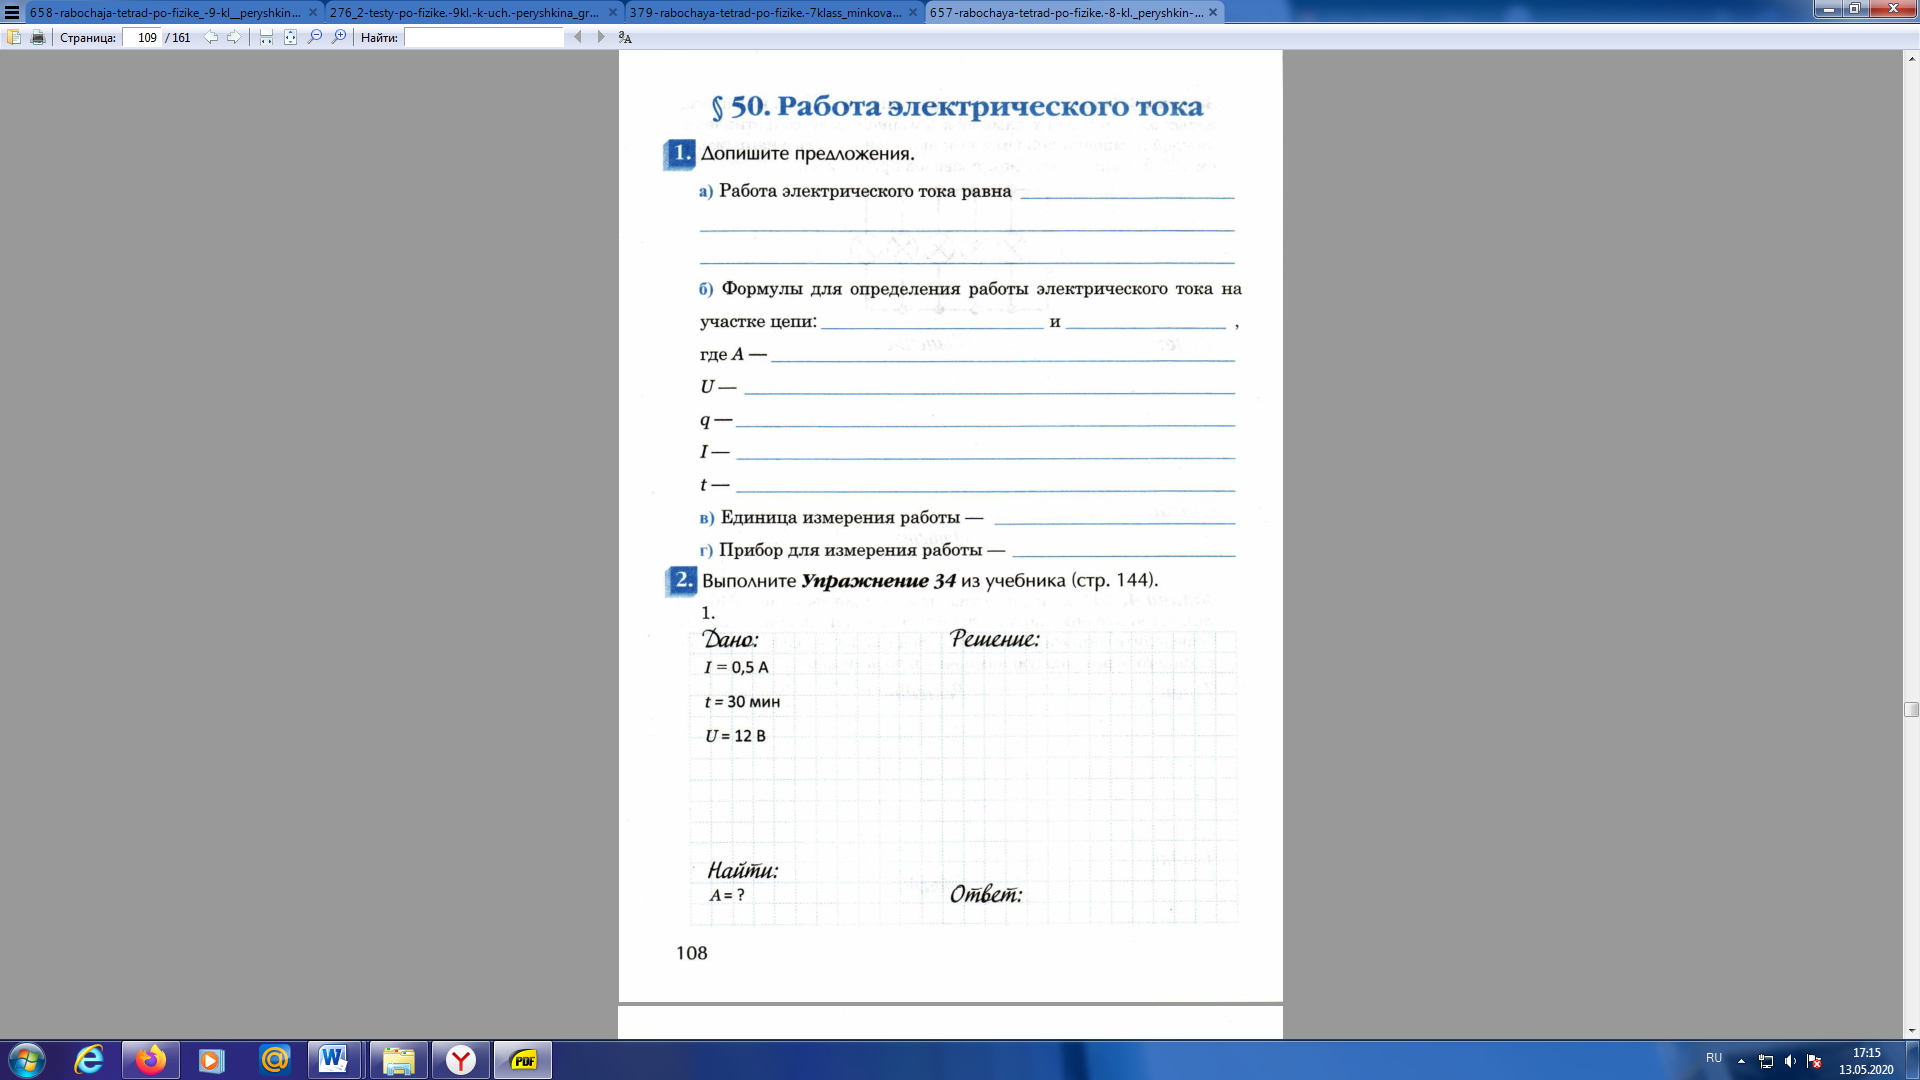 658-rabochaja-tetrad-po-fizike_-9-kl__peryshkin...
276_2-testy-po-fizike.-9kl.-k-uch.-peryshkina_gr...
379-rabochaya-tetrad-po-fizike.-7klass_minkova...
657-rabochaya-tetrad-po-fizike.-8-kl._peryshkin-...
Страница: 109 / 161 Найти:
§ 50. Работа электрического тока
1. Допишите предложения.
а) Работа электрического тока равна
б) Формулы для определения работы электрического тока на
участке цепи: и ,
где A —
U —
q —
I —
t —
в) Единица измерения работы —
г) Прибор для измерения работы —
2. Выполните Упражнение 34 из учебника (стр. 144).
1.
Дано: Решение:
I = 0,5 А
t = 30 мин
U = 12 В
Найти:
A = ? Ответ:
108
RU
17:15
13.05.2020
PDF